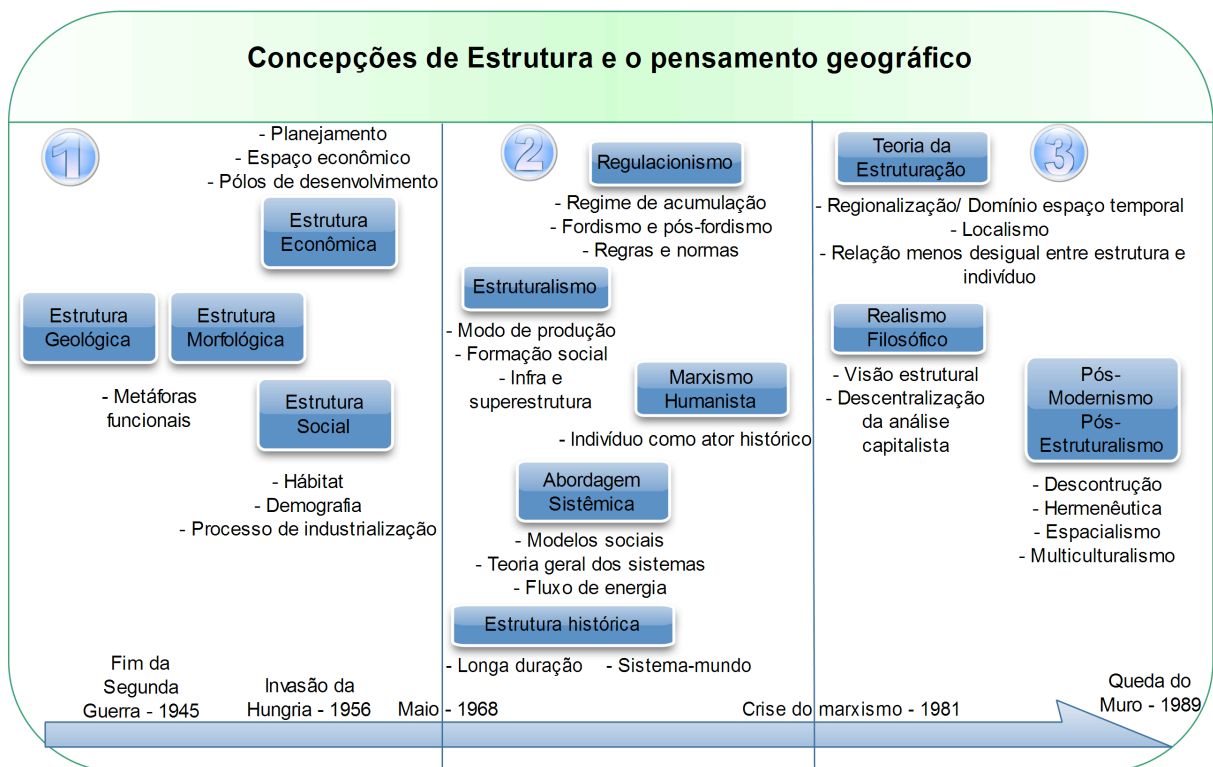 Concepções de Estrutura e o pensamento geográfico
1
- Planejamento
- Espaço econômico
- Pólos de desenvolvimento
Estrutura
Econômica
Estrutura
Geológica
Estrutura
Morfológica
- Metáforas
funcionais
Estrutura
Social
- Hábitat
- Demografia
- Processo de industrialização
2
Regulacionismo
- Regime de acumulação
- Fordismo e pós-fordismo
- Regras e normas
Estruturalismo
- Modo de produção
- Formação social
- Infra e
superestrutura
Marxismo
Humanista
- Indivíduo como ator histórico
Abordagem
Sistêmica
- Modelos sociais
- Teoria geral dos sistemas
- Fluxo de energia
Estrutura histórica
- Longa duração
- Sistema-mundo
Teoria da
Estruturação
3
- Regionalização/ Domínio espaço temporal
- Localismo
- Relação menos desigual entre estrutura e
indivíduo
Realismo
Filosófico
- Visão estrutural
- Descentralização
da análise
capitalista
Pós-
Modernismo
Pós-
Estruturalismo
- Descontrução
- Hermenêutica
- Espacialismo
- Multiculturalismo
Fim da
Segunda
Guerra - 1945
Invasão da
Hungria - 1956
Maio - 1968
Crise do marxismo - 1981
Queda do
Muro - 1989